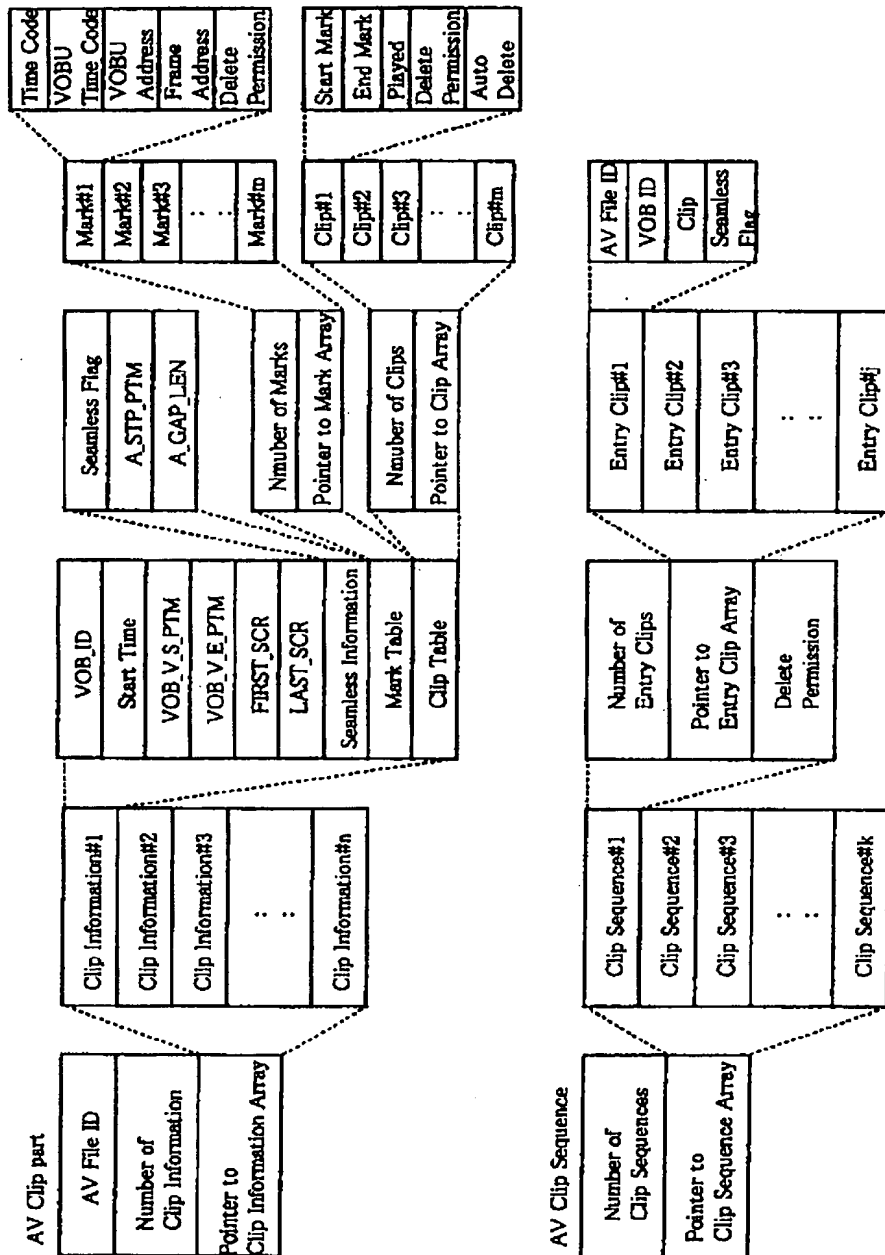 AV Clip part
AV File ID
Number of
Clip Information
Pointer to
Clip Information Array
Clip Information#1
Clip Information#2
Clip Information#3
: :
Clip Information#n
VOB_ID
Start Time
VOB_V_S_PTM
VOB_V_E_PTM
FIRST_SCR
LAST_SCR
Seamless Information
Mark Table
Clip Table
Seamless Flag
A_STP_PTM
A_GAP_LEN
Nmuber of Marks
Pointer to Mark Array
Nmuber of Clips
Pointer to Clip Array
Mark#1
Mark#2
Mark#3
: :
Mark#m
Clip#1
Clip#2
Clip#3
: :
Clip#m
Time Code
VOBU
Time Code
VOBU
Address
Frame
Address
Delete
Permission
Start Mark
End Mark
Played
Delete
Permission
Auto
Delete
AV Clip Sequence
Number of
Clip Sequences
Pointer to
Clip Sequence Array
Clip Sequence#1
Clip Sequence#2
Clip Sequence#3
: :
Clip Sequence#k
Number of
Entry Clips
Pointer to
Entry Clip Array
Delete
Permission
Entry Clip#1
Entry Clip#2
Entry Clip#3
: :
Entry Clip#j
AV File ID
VOB ID
Clip
Seamless
Flag